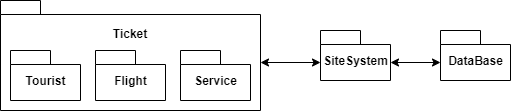 Ticket
Tourist
Flight
Service
SiteSystem
DataBase